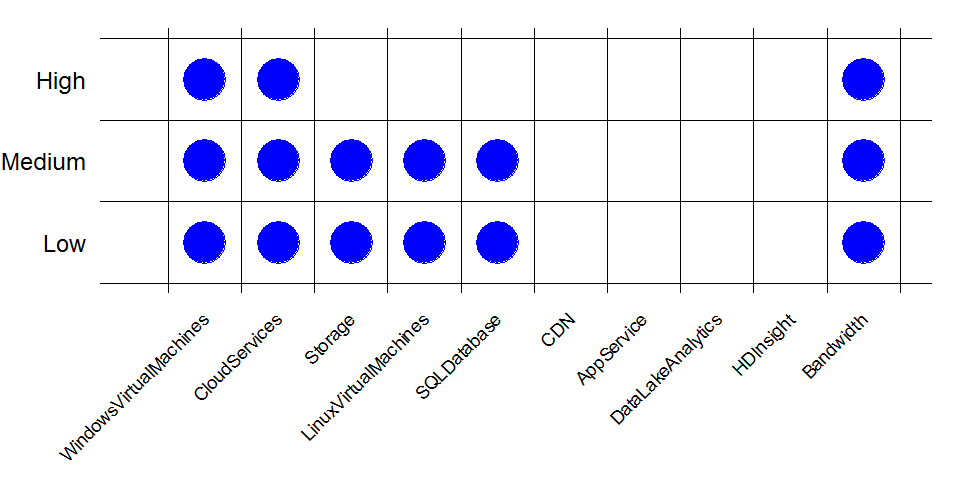 High
Medium
Low
WindowsVirtualMachines
CloudServices
Storage
LinuxVirtualMachines
SQLDatabase
CDN
AppService
DataLakeAnalytics
HDInsight
Bandwidth